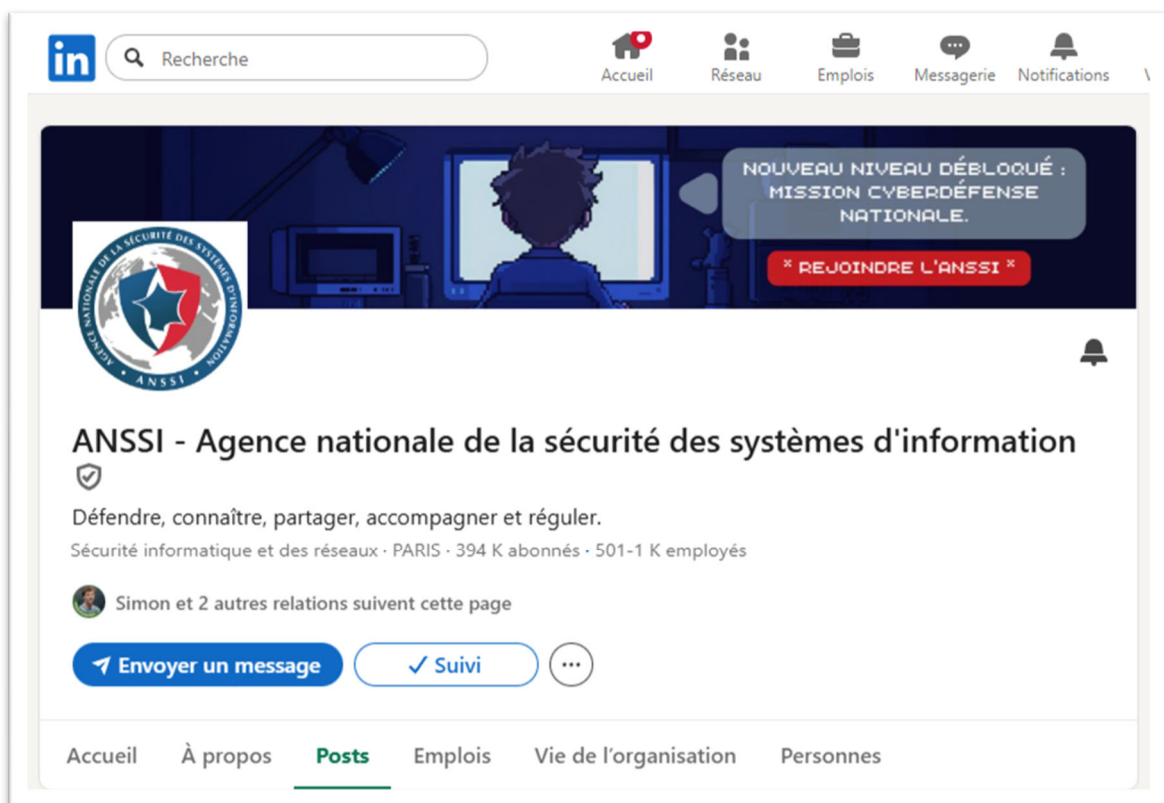 in
Recherche
Accueil
Réseau
Emplois
Messagerie
Notifications
NOUVEAU NIVEAU DÉBLOQUÉ :
MISSION CYBERDÉFENSE
NATIONALE.
* REJOINDRE L'ANSSI *
AGENCE NATIONALE DE LA SÉCURITÉ DES SYSTÈMES D'INFORMATION
• ANSSI •
ANSSI - Agence nationale de la sécurité des systèmes d'information
Défendre, connaître, partager, accompagner et réguler.
Sécurité informatique et des réseaux · PARIS · 394 K abonnés · 501-1 K employés
Simon et 2 autres relations suivent cette page
Envoyer un message
Suivi
Accueil
À propos
Posts
Emplois
Vie de l'organisation
Personnes